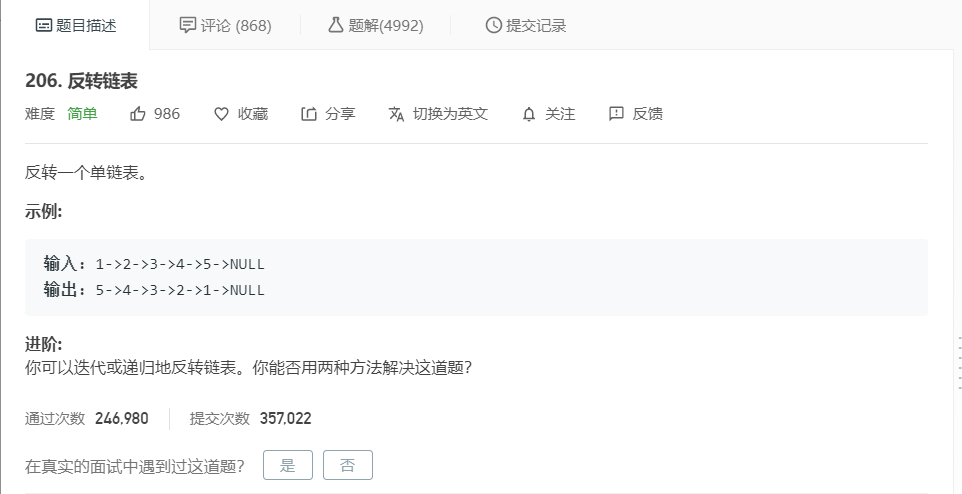 题目描述 评论 (868) 题解(4992) 提交记录
206. 反转链表
难度 简单 986 收藏 分享 切换为英文 关注 反馈
反转一个单链表。
示例:
输入: 1->2->3->4->5->NULL
输出: 5->4->3->2->1->NULL
进阶:
你可以迭代或递归地反转链表。你能否用两种方法解决这道题?
通过次数 246,980 提交次数 357,022
在真实的面试中遇到过这道题? 是 否